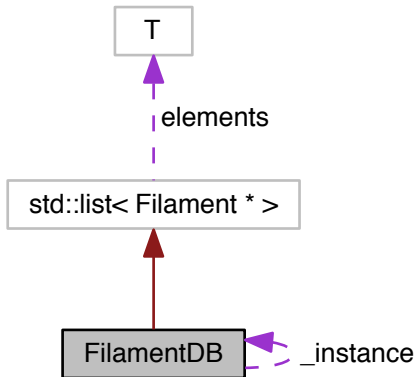 T
elements
std::list< Filament * >
FilamentDB
_instance